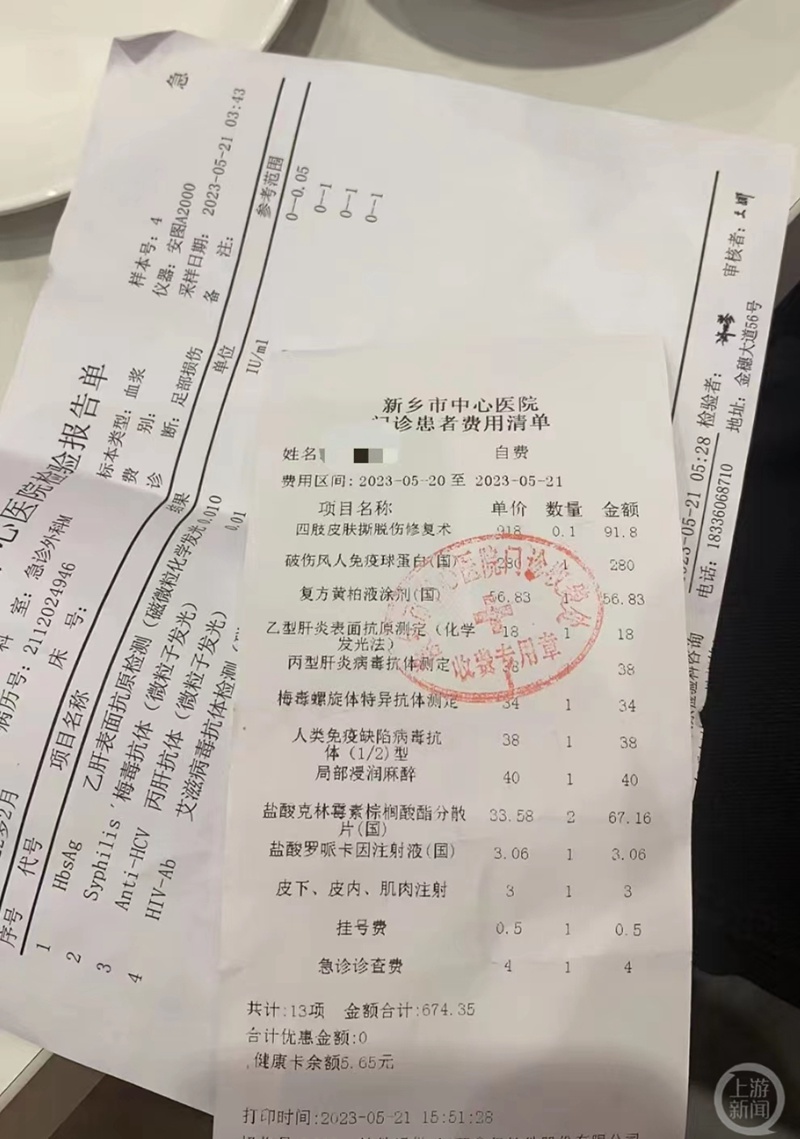 急
样本号: 4
仪器: 安图A2000
采样日期: 2023-05-21 03:43
备 注:
标本类型: 血浆
费 别:
诊 断: 足部损伤
心医院检验报告单
科 室: 急诊外科M
病历号: 2112024946
床 号:
序号 代号 项目名称 结果 单位 参考范围
1 HbsAg 乙肝表面抗原检测 (磁微粒化学发光 0.010 IU/ml 0—0.05
2 Syphilis 梅毒抗体 (微粒子发光) 0.01 0—1
3 Anti-HCV 丙肝抗体 (微粒子发光) 0—1
4 HIV-Ab 艾滋病毒抗体检测 0—1
2023-05-21 05:28 检验者: 审核者:
电话: 18336068710 地址: 金穗大道56号
新乡市中心医院
门诊患者费用清单
姓名 自费
费用区间: 2023-05-20 至 2023-05-21
项目名称 单价 数量 金额
四肢皮肤撕脱伤修复术 918 0.1 91.8
破伤风人免疫球蛋白(国) 280 1 280
复方黄柏液涂剂(国) 56.83 1 56.83
乙型肝炎表面抗原测定 (化学 18 1 18
发光法)
丙型肝炎病毒抗体测定 38
梅毒螺旋体特异抗体测定 34 1 34
人类免疫缺陷病毒抗 38 1 38
体 (1/2) 型
局部浸润麻醉 40 1 40
盐酸克林霉素棕榈酸酯分散 33.58 2 67.16
片(国)
盐酸罗哌卡因注射液(国) 3.06 1 3.06
皮下、皮内、肌肉注射 3 1 3
挂号费 0.5 1 0.5
急诊诊查费 4 1 4
共计:13项 金额合计:674.35
合计优惠金额:0
,健康卡余额5.65元
打印时间:2023-05-21 15:51:28
收费专用章
上游新闻